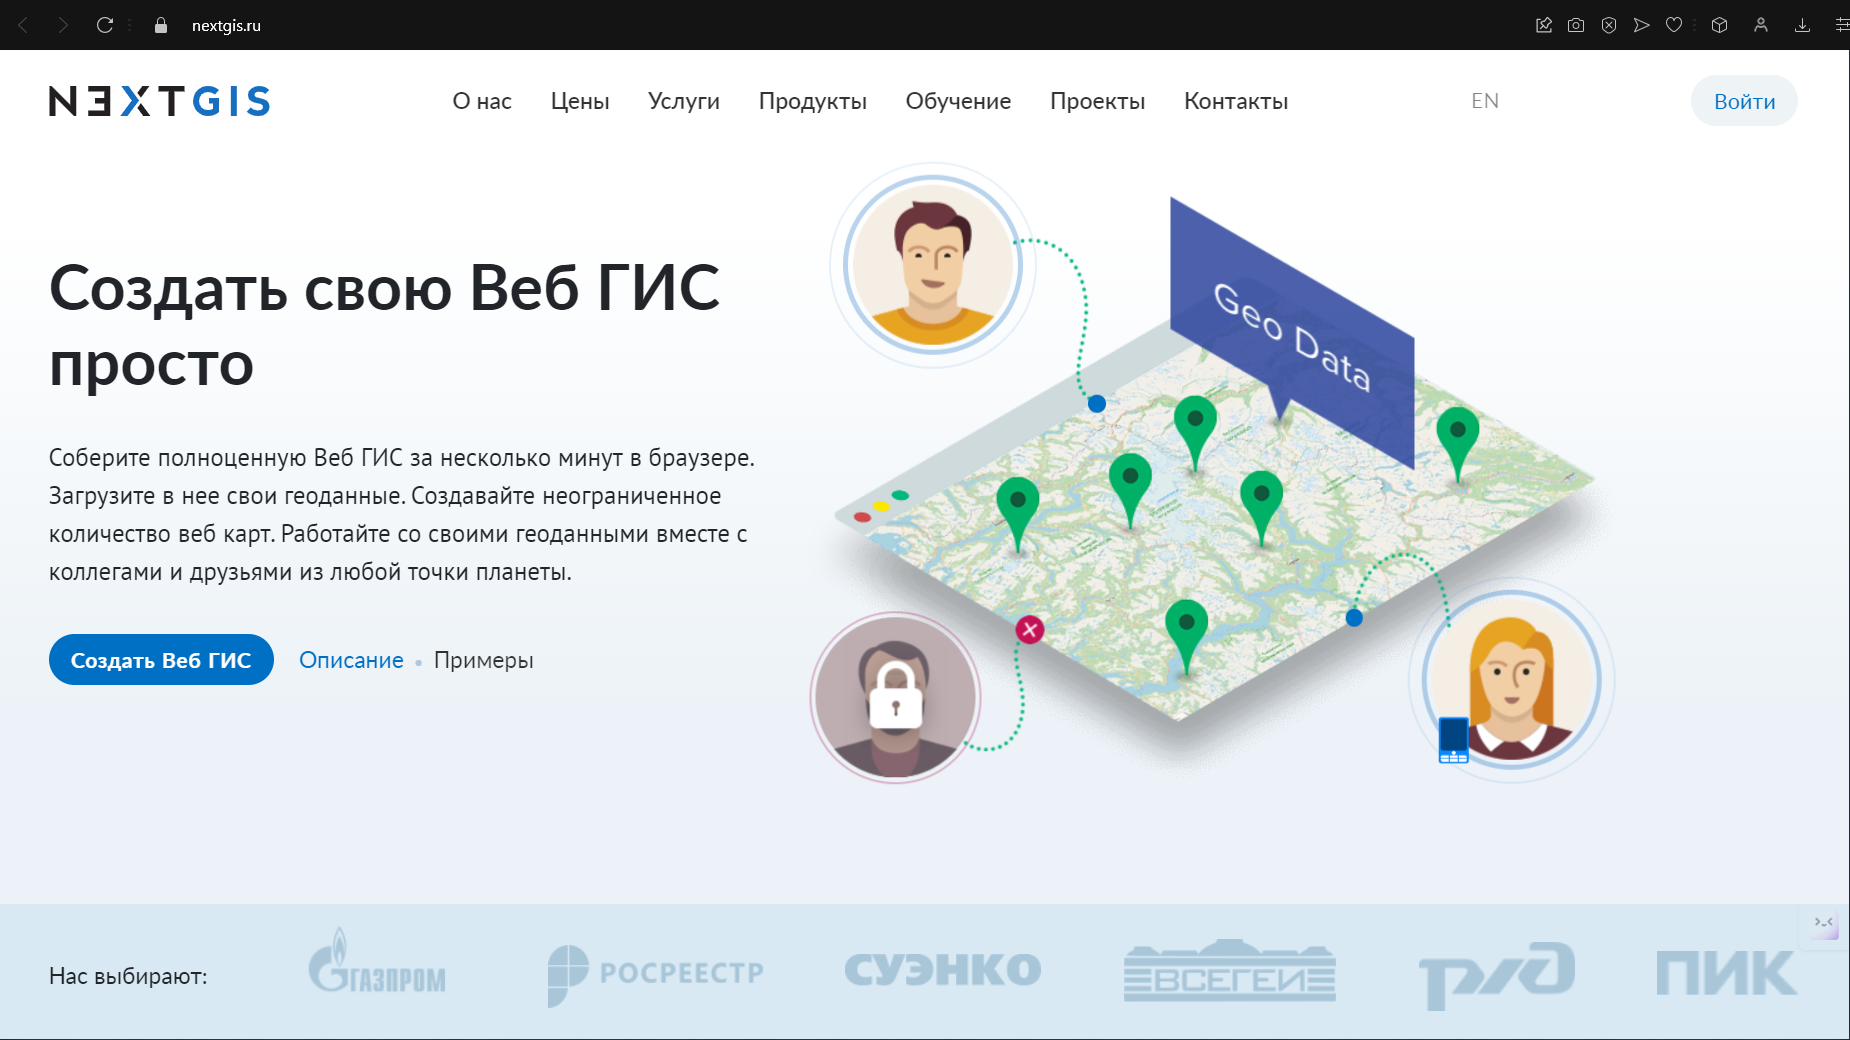 nextgis.ru
NEXTGIS
О нас
Цены
Услуги
Продукты
Обучение
Проекты
Контакты
EN
Войти
Создать свою Веб ГИС
просто
Соберите полноценную Веб ГИС за несколько минут в браузере.
Загрузите в нее свои геоданные. Создавайте неограниченное
количество веб карт. Работайте со своими геоданными вместе с
коллегами и друзьями из любой точки планеты.
Создать Веб ГИС
Описание
Примеры
Geo Data
Нас выбирают:
ГАЗПРОМ
РОСРЕЕСТР
СУЭНКО
ВСЕГЕИ
РЖД
ПИК